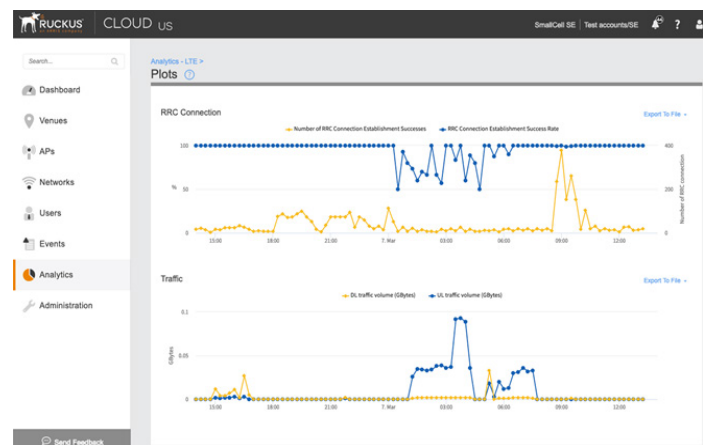 RUCKUS
CLOUD US
SmallCell SE
Test accounts/SE
?
Search...
Analytics - LTE >
Plots ?
Dashboard
Venues
APs
Networks
Users
Events
Analytics
Administration
Send Feedback
RRC Connection
Export To File
Number of RRC Connection Establishment Successes
RRC Connection Establishment Success Rate
100
50
0
%
400
200
0
Number of RRC connection
15:00
18:00
21:00
7. Mar
03:00
06:00
09:00
12:00
Traffic
Export To File
DL traffic volume (GBytes)
UL traffic volume (GBytes)
0.1
0.05
0
GBytes
15:00
18:00
21:00
7. Mar
03:00
06:00
09:00
12:00